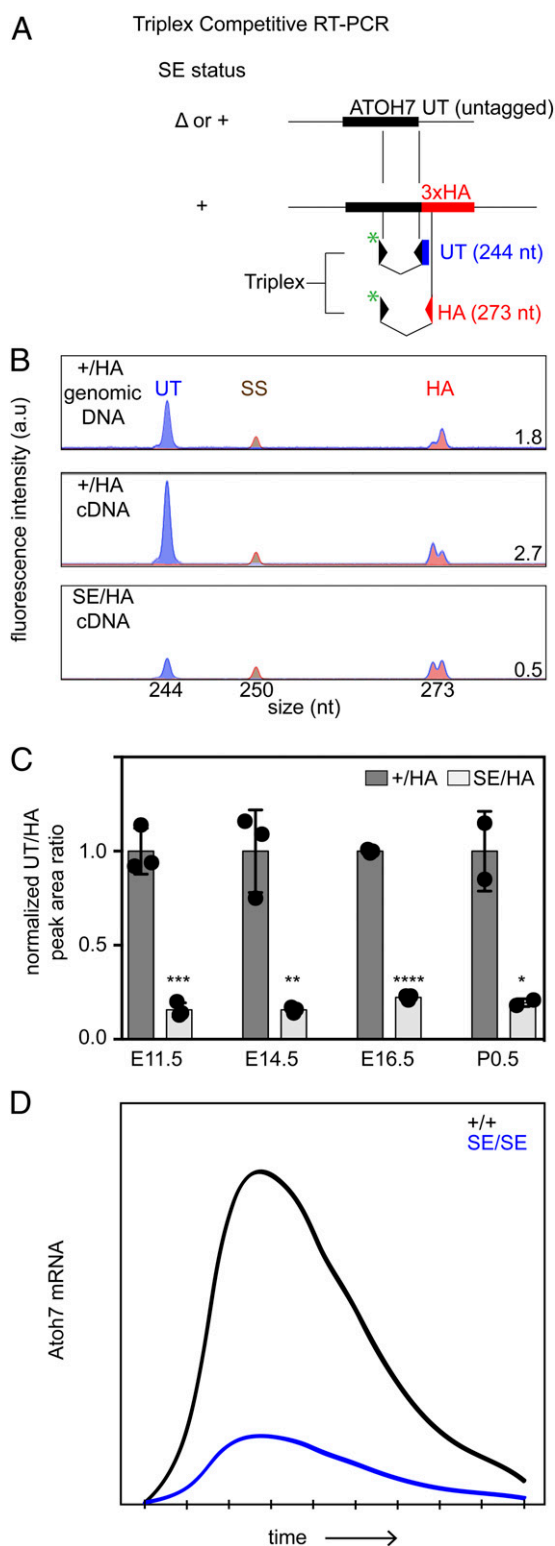 A
Triplex Competitive RT-PCR
SE status
Δ or +
ATOH7 UT (untagged)
+
3xHA
*
UT (244 nt)
Triplex
*
HA (273 nt)
B
fluorescence intensity (a.u)
+/HA
genomic
DNA
UT
SS
HA
1.8
+/HA
cDNA
2.7
SE/HA
cDNA
0.5
244
250
273
size (nt)
C
normalized UT/HA
peak area ratio
+/HA
SE/HA
1.0
0.5
0.0
***
**
****
*
E11.5
E14.5
E16.5
P0.5
D
+/+
SE/SE
Atoh7 mRNA
time